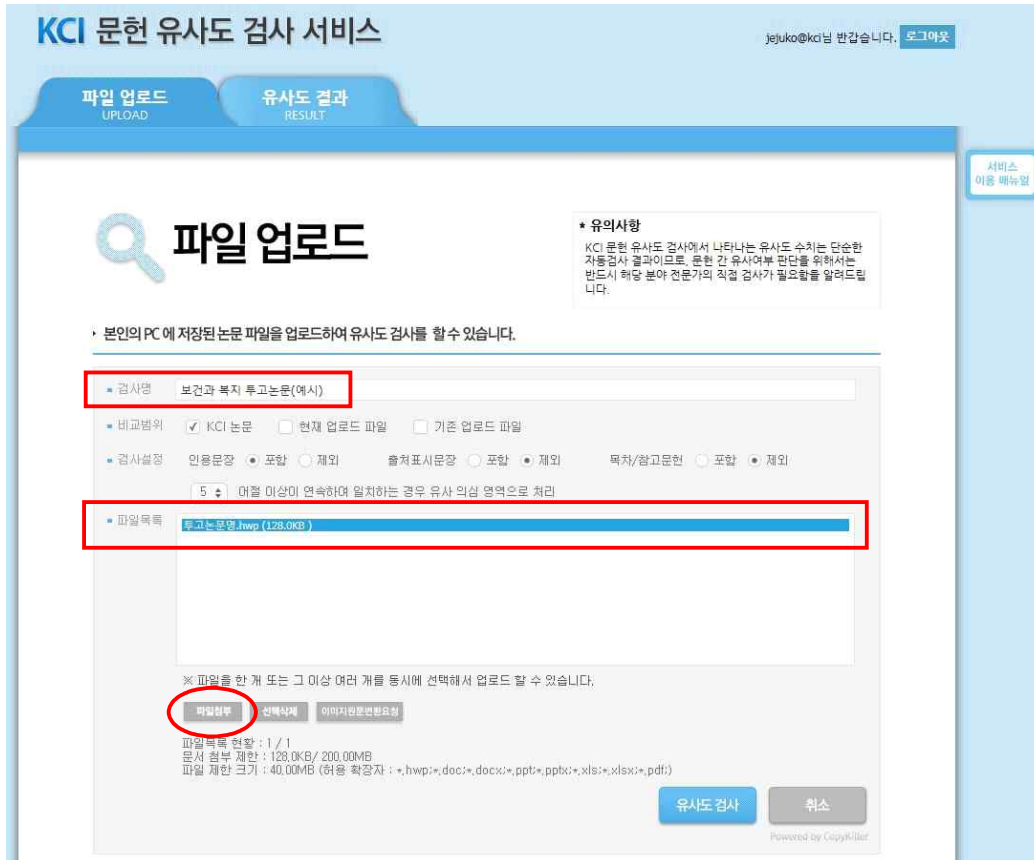 KCI 문헌 유사도 검사 서비스
jejuko@kci님 반갑습니다. 로그아웃
파일 업로드
UPLOAD
유사도 결과
RESULT
서비스
이용 매뉴얼
파일 업로드
* 유의사항
KCI 문헌 유사도 검사에서 나타나는 유사도 수치는 단순한
자동검사 결과이므로, 문헌 간 유사여부 판단을 위해서는
반드시 해당 분야 전문가의 직접 검사가 필요함을 알려드립
니다.
본인의 PC 에 저장된 논문 파일을 업로드하여 유사도 검사를 할 수 있습니다.
검사명 보건과 복지 투고논문(예시)
비교범위 KCI 논문 현재 업로드 파일 기존 업로드 파일
검사설정 인용문장 포함 제외 출처표시문장 포함 제외 목차/참고문헌 포함 제외
5 어절 이상이 연속하여 일치하는 경우 유사 의심 영역으로 처리
파일목록 투고논문명.hwp (128.0KB )
※ 파일을 한 개 또는 그 이상 여러 개를 동시에 선택해서 업로드 할 수 있습니다.
파일첨부 선택삭제 이미지원문변환요청
파일목록 현황 : 1 / 1
문서 첨부 제한 : 128.0KB/ 200.00MB
파일 제한 크기 : 40.00MB (허용 확장자 : *.hwp;*.doc;*.docx;*.ppt;*.pptx;*.xls;*.xlsx;*.pdf;)
유사도 검사 취소
Powered by CopyKiller